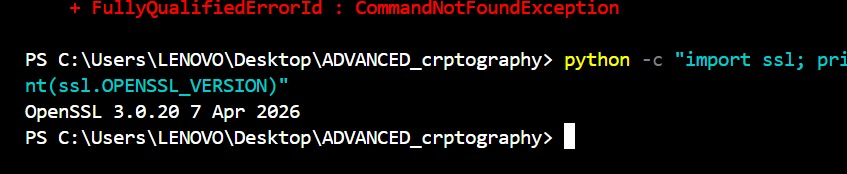 + FullyQualifiedErrorId : CommandNotFoundException
PS C:\Users\LENOVO\Desktop\ADVANCED_crptography> python -c "import ssl; pri
nt(ssl.OPENSSL_VERSION)"
OpenSSL 3.0.20 7 Apr 2026
PS C:\Users\LENOVO\Desktop\ADVANCED_crptography>